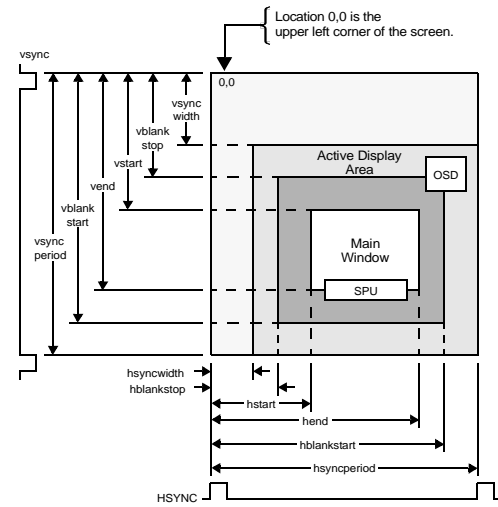 Location 0,0 is the
upper left corner of the screen.
vsync
0,0
vsync
width
vblank
stop
vstart
vend
vblank
start
vsync
period
Active Display
Area
OSD
Main
Window
SPU
hsyncwidth
hblankstop
hstart
hend
hblankstart
hsyncperiod
HSYNC